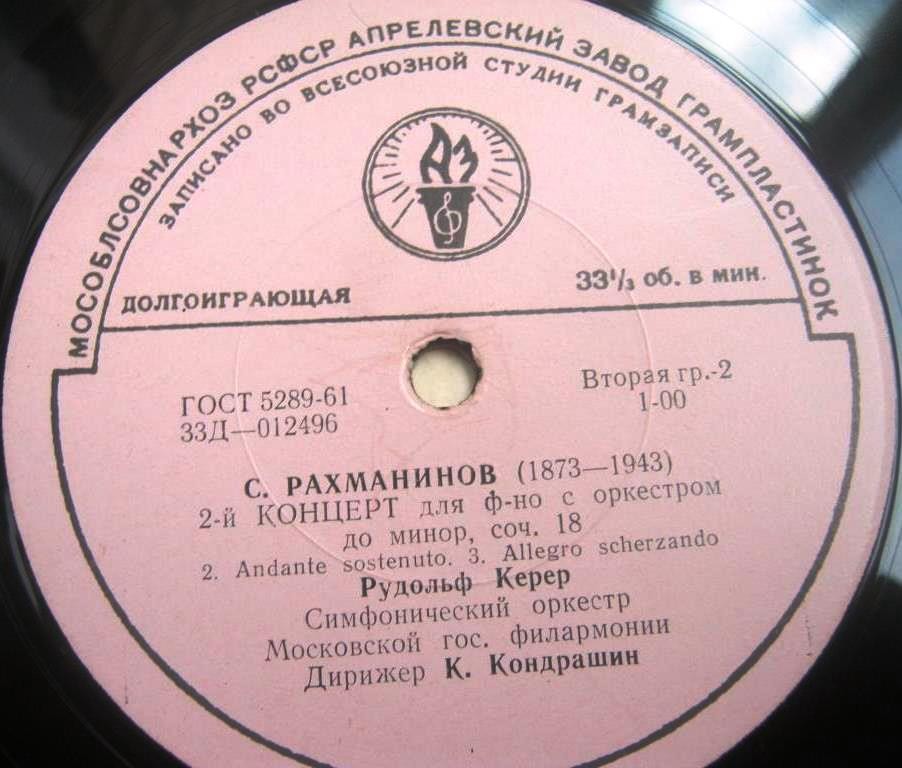 МОСОБЛСОВНАРХОЗ РСФСР АПРЕЛЕВСКИЙ ЗАВОД ГРАМПЛАСТИНОК
ЗАПИСАНО ВО ВСЕСОЮЗНОЙ СТУДИИ ГРАМЗАПИСИ
АЗ
ДОЛГОИГРАЮЩАЯ
33⅓ об. в мин.
ГОСТ 5289-61
33Д—012496
Вторая гр.-2
1-00
С. РАХМАНИНОВ (1873—1943)
2-й КОНЦЕРТ для ф-но с оркестром
до минор, соч. 18
2. Andante sostenuto. 3. Allegro scherzando
Рудольф Керер
Симфонический оркестр
Московской гос. филармонии
Дирижер К. Кондрашин